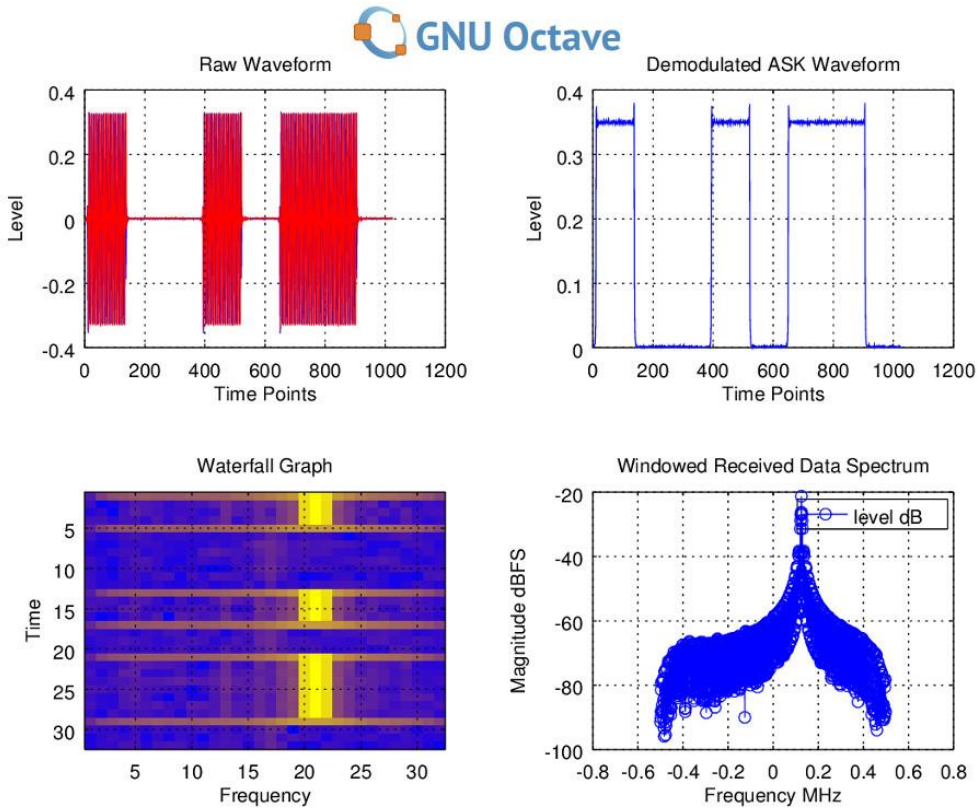 GNU Octave
Raw Waveform
0.4
0.2
0
-0.2
-0.4
Level
0 200 400 600 800 1000 1200
Time Points
Demodulated ASK Waveform
0.4
0.3
0.2
0.1
0
Level
0 200 400 600 800 1000 1200
Time Points
Waterfall Graph
5
10
15
20
25
30
Time
5 10 15 20 25 30
Frequency
Windowed Received Data Spectrum
-20
-40
-60
-80
-100
Magnitude dBFS
level dB
-0.8 -0.6 -0.4 -0.2 0 0.2 0.4 0.6 0.8
Frequency MHz